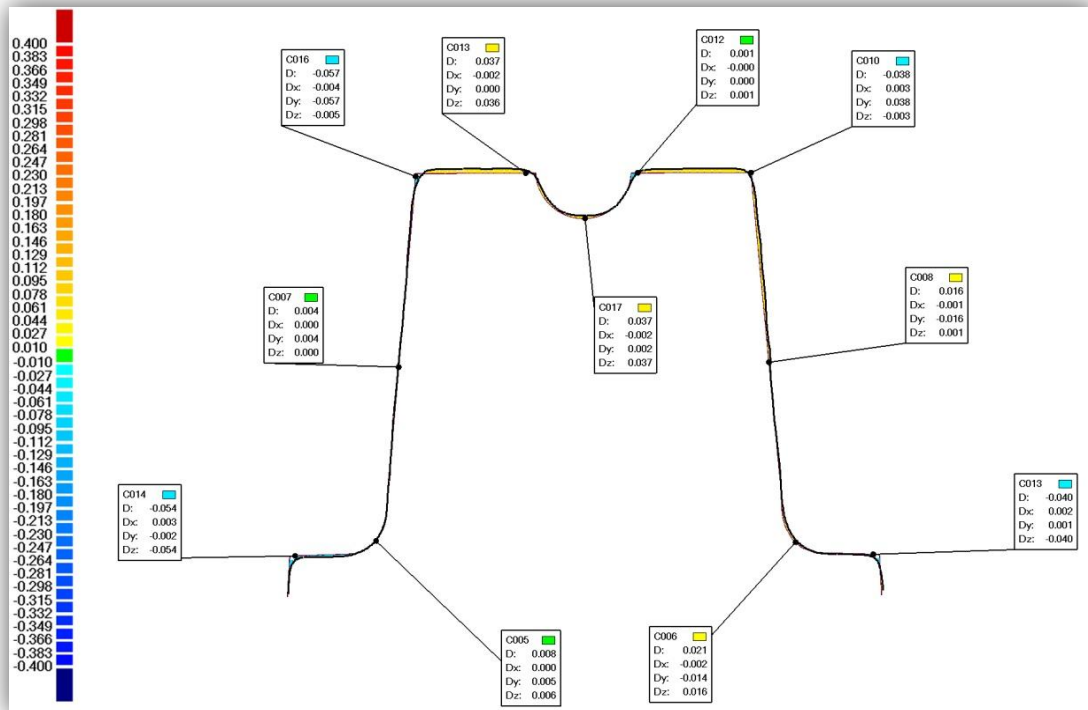 0.400
0.383
0.366
0.349
0.332
0.315
0.298
0.281
0.264
0.247
0.230
0.213
0.197
0.180
0.163
0.146
0.129
0.112
0.095
0.078
0.061
0.044
0.027
0.010
-0.010
-0.027
-0.044
-0.061
-0.078
-0.095
-0.112
-0.129
-0.146
-0.163
-0.180
-0.197
-0.213
-0.230
-0.247
-0.264
-0.281
-0.298
-0.315
-0.332
-0.349
-0.366
-0.383
-0.400
C016
D: -0.057
Dx: -0.004
Dy: -0.057
Dz: -0.005
C013
D: 0.037
Dx: -0.002
Dy: 0.000
Dz: 0.036
C012
D: 0.001
Dx: -0.000
Dy: 0.000
Dz: 0.001
C010
D: -0.038
Dx: 0.003
Dy: 0.038
Dz: -0.003
C007
D: 0.004
Dx: 0.000
Dy: 0.004
Dz: 0.000
C017
D: 0.037
Dx: -0.002
Dy: 0.002
Dz: 0.037
C008
D: 0.016
Dx: -0.001
Dy: -0.016
Dz: 0.001
C014
D: -0.054
Dx: 0.003
Dy: -0.002
Dz: -0.054
C013
D: -0.040
Dx: 0.002
Dy: 0.001
Dz: -0.040
C005
D: 0.008
Dx: 0.000
Dy: 0.005
Dz: 0.006
C006
D: 0.021
Dx: -0.002
Dy: -0.014
Dz: 0.016